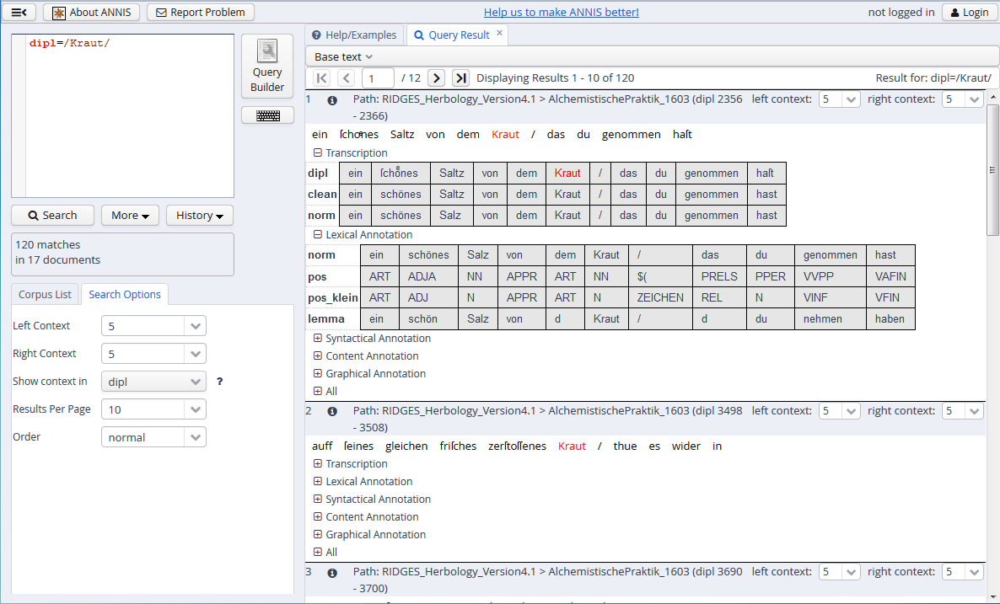 About ANNIS
Report Problem
Help us to make ANNIS better!
not logged in
Login
dipl=/Kraut/
Query
Builder
Search
More
History
120 matches
in 17 documents
Corpus List
Search Options
Left Context 5
Right Context 5
Show context in dipl ?
Results Per Page 10
Order normal
Help/Examples
Query Result ×
Base text
1 / 12
Displaying Results 1 - 10 of 120
Result for: dipl=/Kraut/
1 Path: RIDGES_Herbology_Version4.1 > AlchemistischePraktik_1603 (dipl 2356 left context: 5 right context: 5
- 2366)
ein ſchoͤnes Saltz von dem Kraut / das du genommen haſt
Transcription
dipl ein ſchoͤnes Saltz von dem Kraut / das du genommen haſt
clean ein schönes Saltz von dem Kraut / das du genommen hast
norm ein schönes Salz von dem Kraut / das du genommen hast
Lexical Annotation
norm ein schönes Salz von dem Kraut / das du genommen hast
pos ART ADJA NN APPR ART NN $( PRELS PPER VVPP VAFIN
pos_klein ART ADJ N APPR ART N ZEICHEN REL N VINF VFIN
lemma ein schön Salz von d Kraut / d du nehmen haben
Syntactical Annotation
Content Annotation
Graphical Annotation
All
2 Path: RIDGES_Herbology_Version4.1 > AlchemistischePraktik_1603 (dipl 3498 left context: 5 right context: 5
- 3508)
auff ſeines gleichen friſches zerſtoſſenes Kraut / thue es wider in
Transcription
Lexical Annotation
Syntactical Annotation
Content Annotation
Graphical Annotation
All
3 Path: RIDGES_Herbology_Version4.1 > AlchemistischePraktik_1603 (dipl 3690 left context: 5 right context: 5
- 3700)